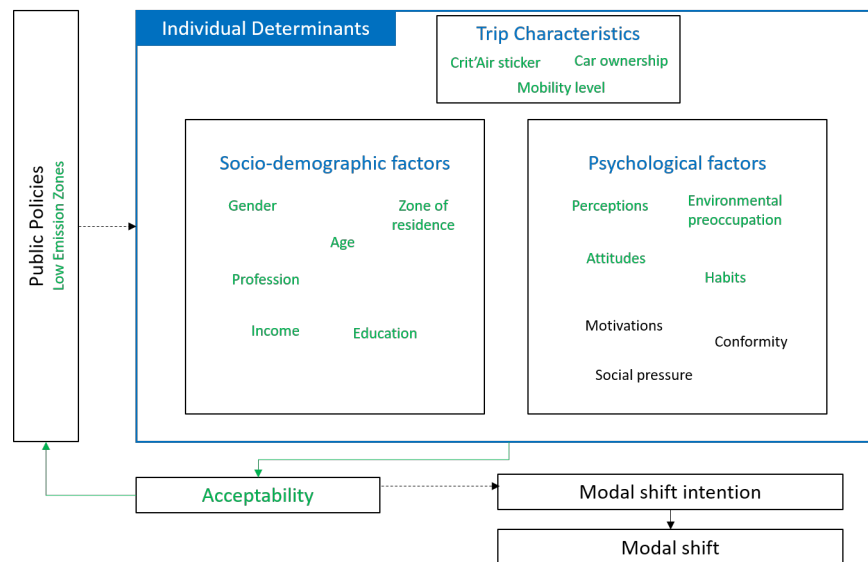 Individual Determinants
Trip Characteristics
Crit'Air sticker
Car ownership
Mobility level
Public Policies
Low Emission Zones
Socio-demographic factors
Gender
Zone of
residence
Age
Profession
Income
Education
Psychological factors
Perceptions
Environmental
preoccupation
Attitudes
Habits
Motivations
Conformity
Social pressure
Acceptability
Modal shift intention
Modal shift